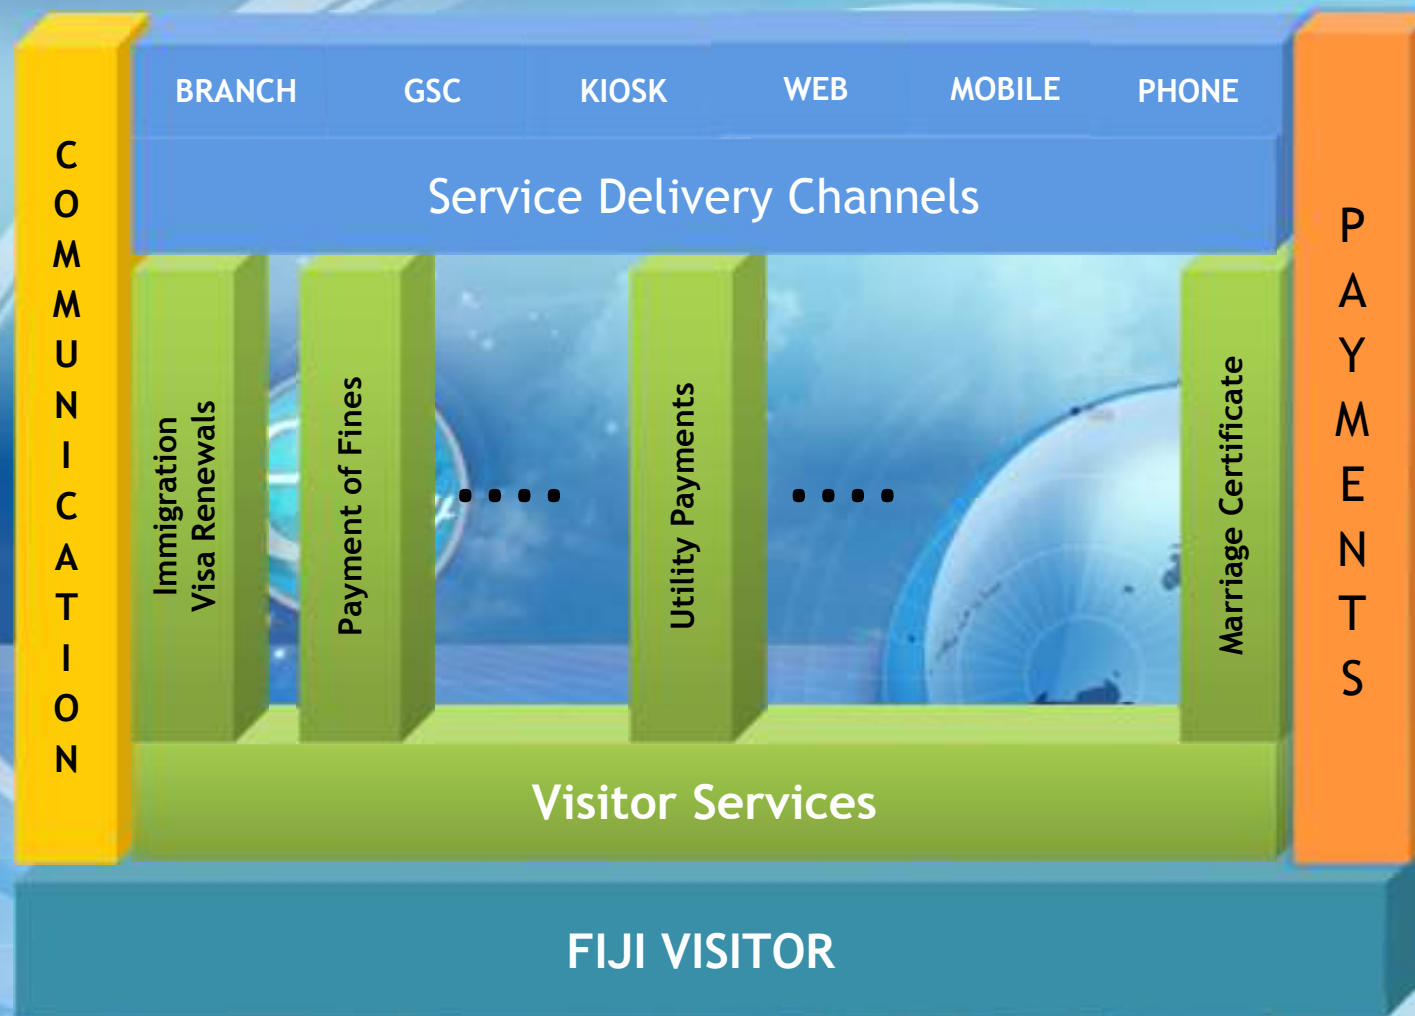 BRANCH GSC KIOSK WEB MOBILE PHONE
Service Delivery Channels
COMMUNICATION
Immigration
Visa Renewals
Payment of Fines
....
Utility Payments
....
Marriage Certificate
PAYMENTS
Visitor Services
FIJI VISITOR